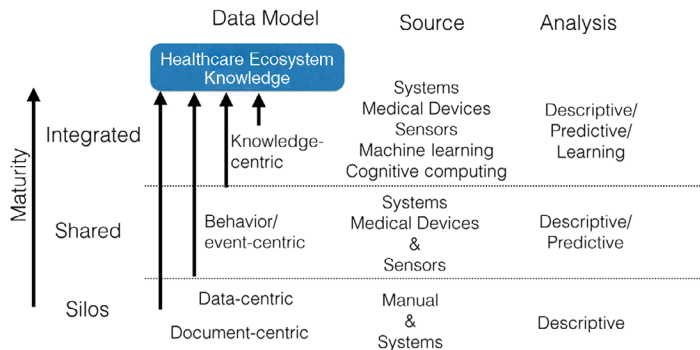 Data Model
Source
Analysis
Healthcare Ecosystem
Knowledge
Maturity
Integrated
Knowledge-
centric
Systems
Medical Devices
Sensors
Machine learning
Cognitive computing
Descriptive/
Predictive/
Learning
Shared
Behavior/
event-centric
Systems
Medical Devices
&
Sensors
Descriptive/
Predictive
Silos
Data-centric
Document-centric
Manual
&
Systems
Descriptive